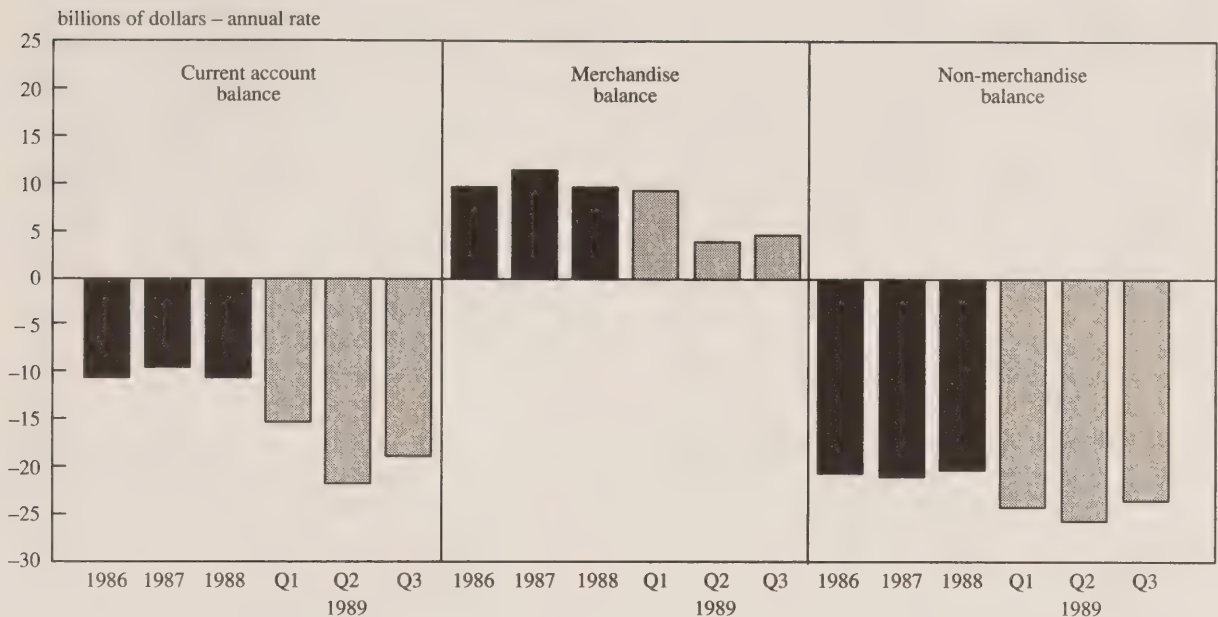 billions of dollars – annual rate
25
20
15
10
5
0
–5
–10
–15
–20
–25
–30
Current account
balance
Merchandise
balance
Non-merchandise
balance
1986 1987 1988 Q1 Q2 Q3
1989
1986 1987 1988 Q1 Q2 Q3
1989
1986 1987 1988 Q1 Q2 Q3
1989